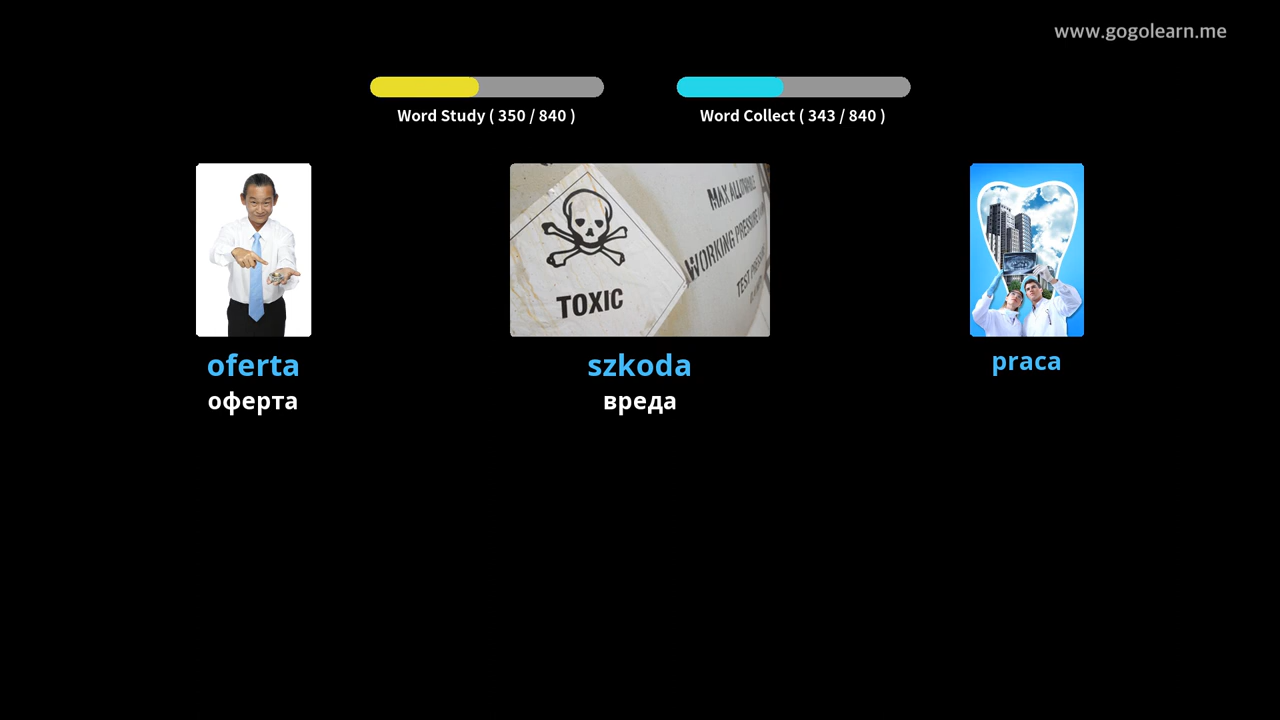 www.gogolearn.me
Word Study ( 350 / 840 )
Word Collect ( 343 / 840 )
TOXIC
WORKING PRESSURE
oferta
szkoda
praca
оферта
вреда